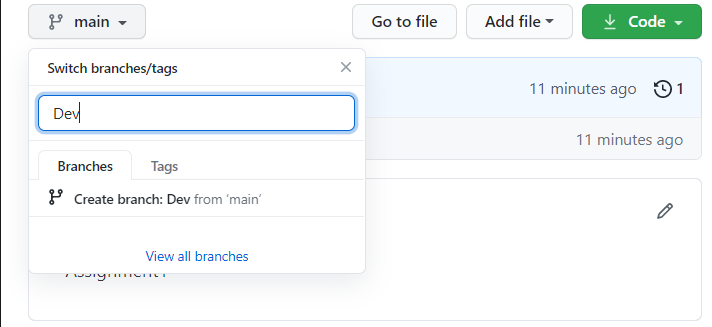 main
Go to file
Add file
Code
Switch branches/tags
11 minutes ago
1
Dev
11 minutes ago
Branches
Tags
Create branch: Dev from ‘main’
View all branches